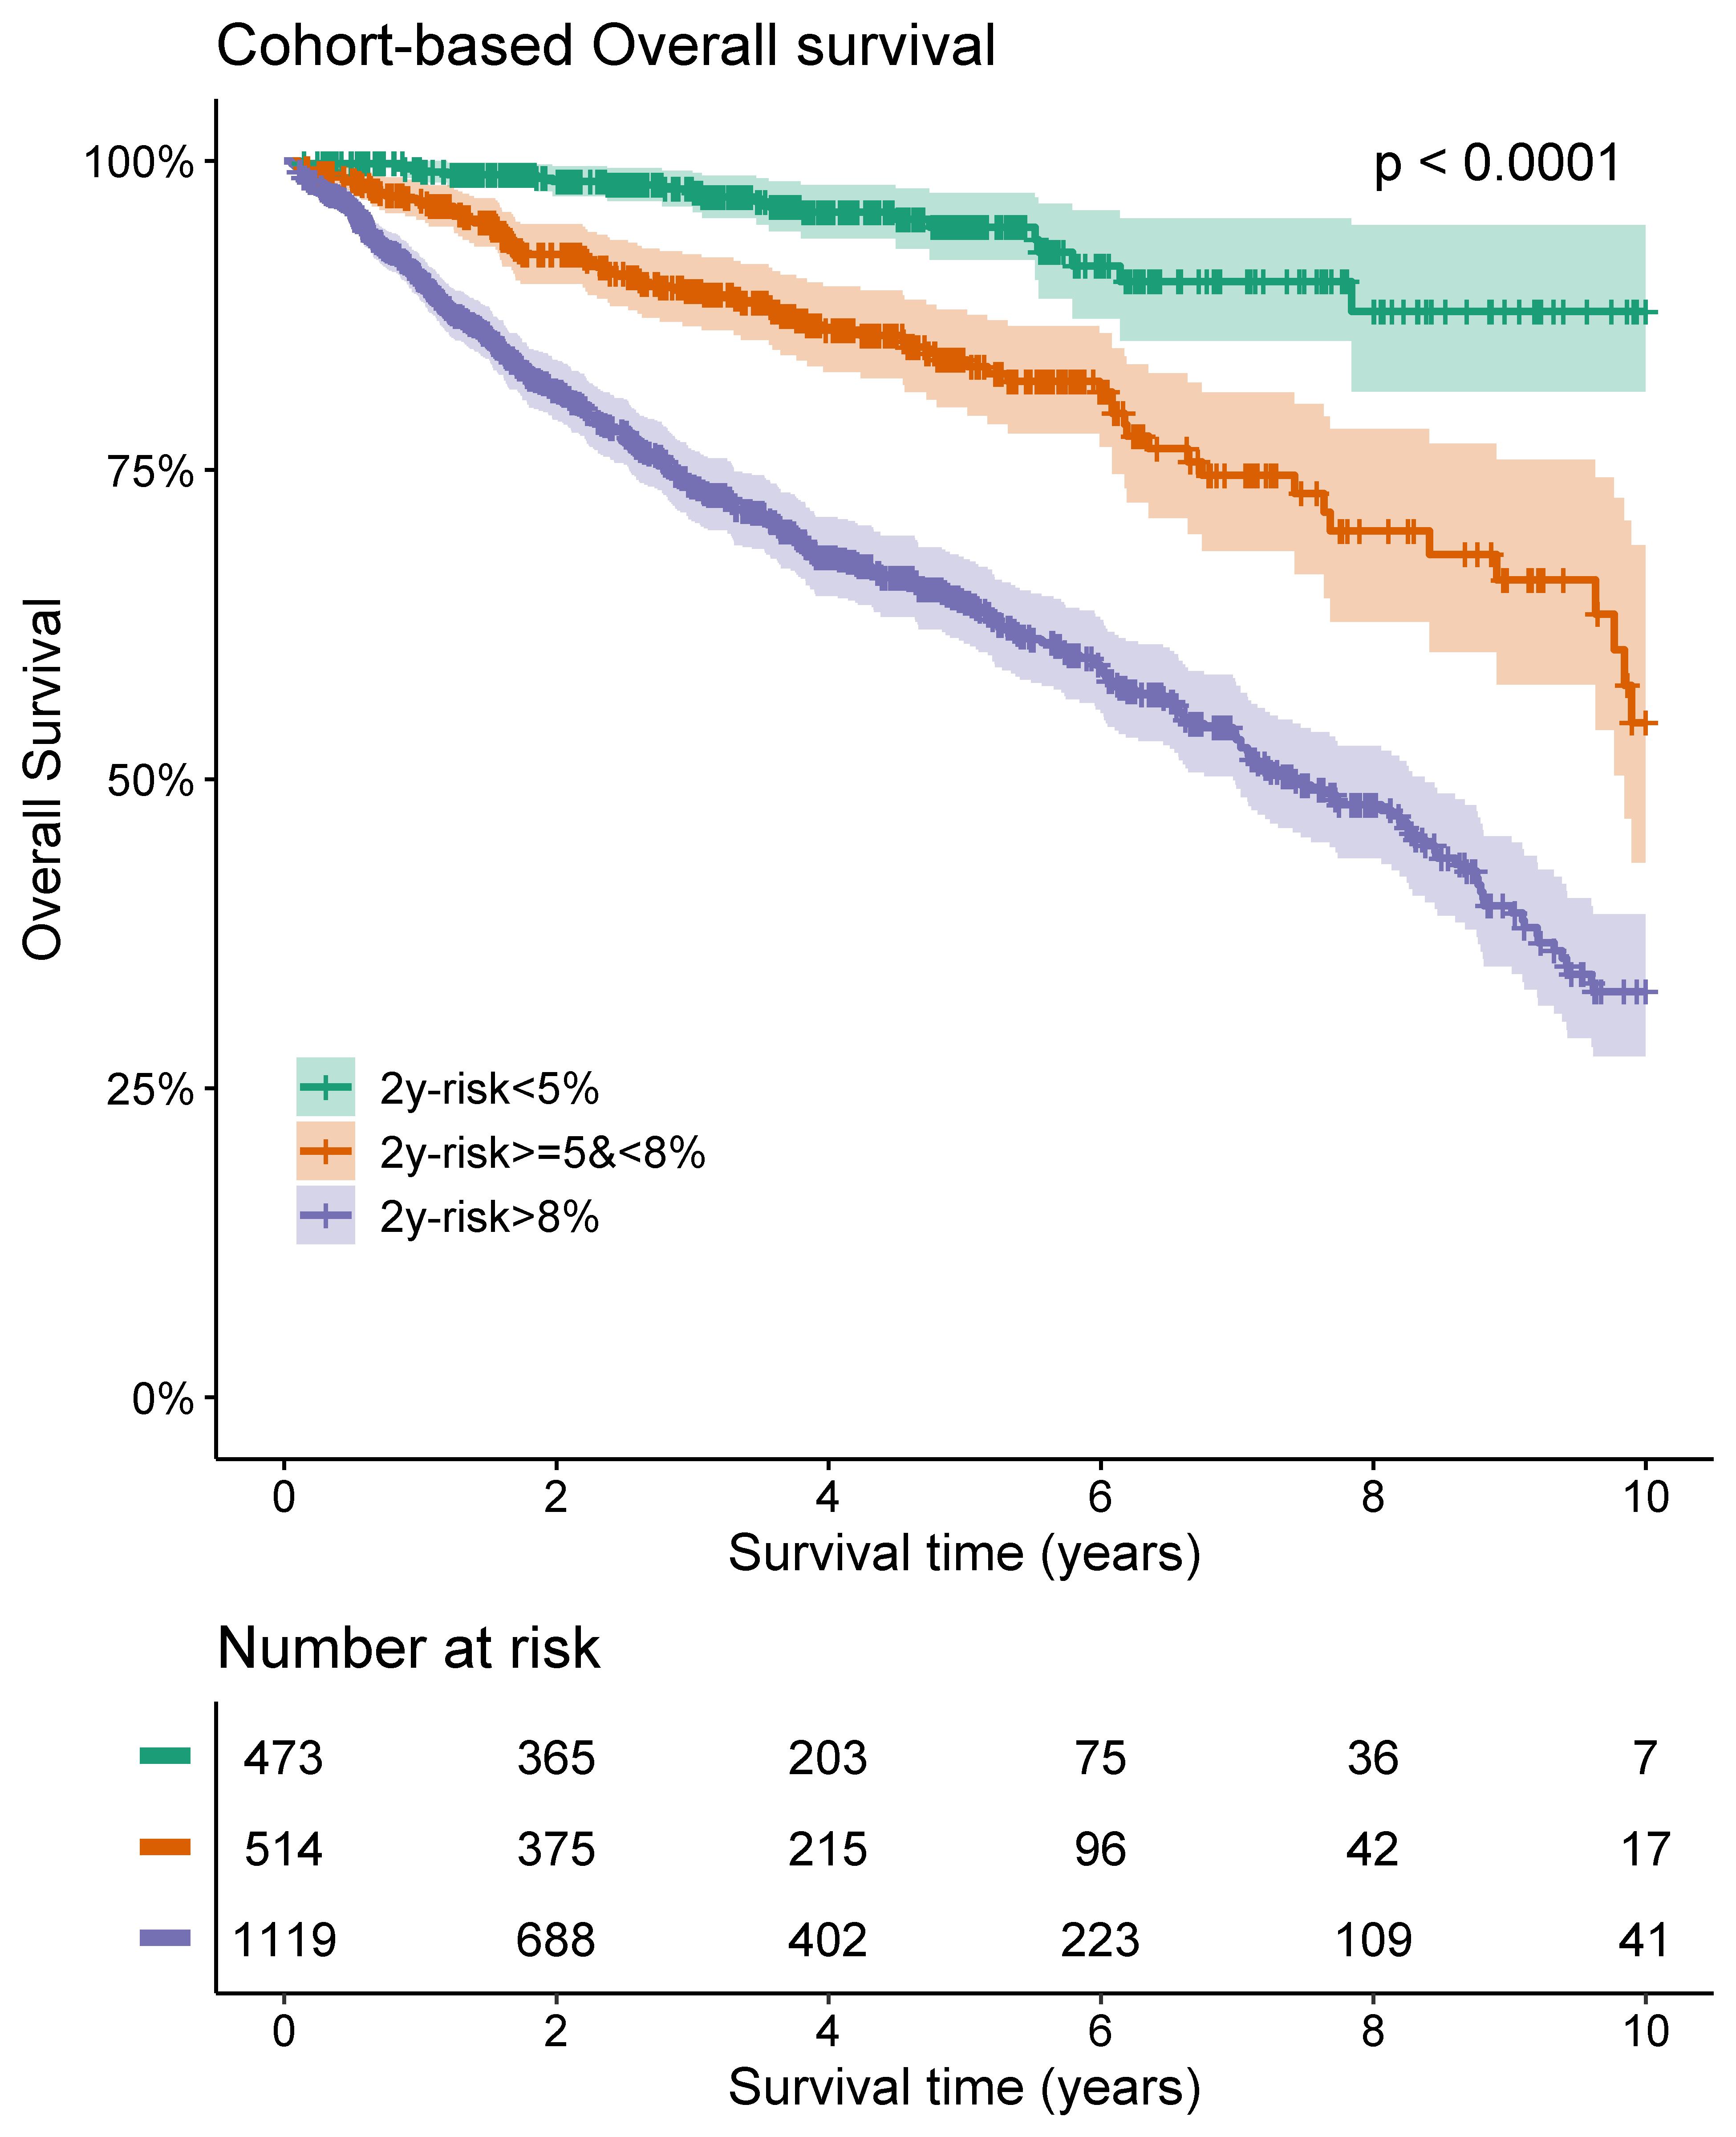 Cohort-based Overall survival
p < 0.0001
100%
75%
50%
25%
0%
Overall Survival
2y-risk<5%
2y-risk>=5&<8%
2y-risk>8%
0 2 4 6 8 10
Survival time (years)
Number at risk
473 365 203 75 36 7
514 375 215 96 42 17
1119 688 402 223 109 41
0 2 4 6 8 10
Survival time (years)